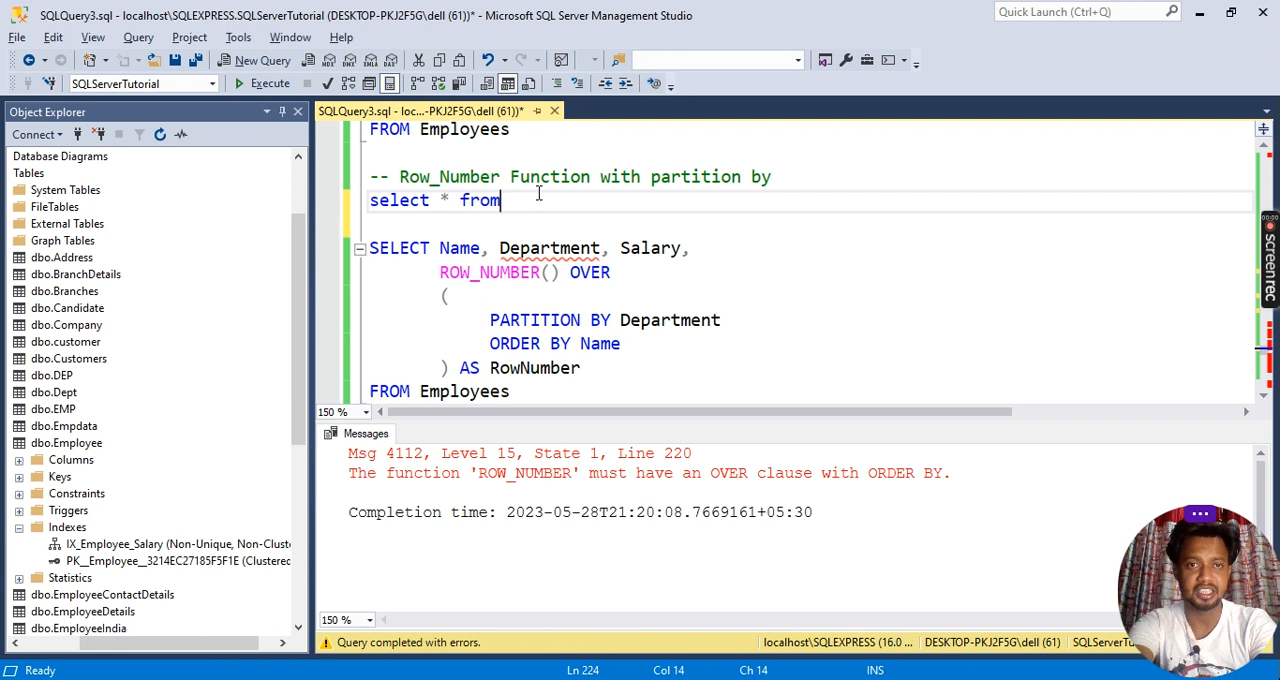 SQLQuery3.sql - localhost\SQLEXPRESS.SQLServerTutorial (DESKTOP-PKJ2F5G\dell (61))* - Microsoft SQL Server Management Studio
Quick Launch (Ctrl+Q)
File Edit View Query Project Tools Window Help
New Query
SQLServerTutorial Execute
Object Explorer
Connect
Database Diagrams
Tables
System Tables
FileTables
External Tables
Graph Tables
dbo.Address
dbo.BranchDetails
dbo.Branches
dbo.Candidate
dbo.Company
dbo.customer
dbo.Customers
dbo.DEP
dbo.Dept
dbo.EMP
dbo.Empdata
dbo.Employee
Columns
Keys
Constraints
Triggers
Indexes
IX_Employee_Salary (Non-Unique, Non-Cluste
PK__Employee__3214EC27185F5F1E (Clustered
Statistics
dbo.EmployeeContactDetails
dbo.EmployeeDetails
dbo.EmployeeIndia
SQLQuery3.sql - loc...-PKJ2F5G\dell (61))*
FROM Employees
-- Row_Number Function with partition by
select * from
SELECT Name, Department, Salary,
ROW_NUMBER() OVER
(
PARTITION BY Department
ORDER BY Name
) AS RowNumber
FROM Employees
150 %
Messages
Msg 4112, Level 15, State 1, Line 220
The function 'ROW_NUMBER' must have an OVER clause with ORDER BY.
Completion time: 2023-05-28T21:20:08.7669161+05:30
150 %
Query completed with errors. localhost\SQLEXPRESS (16.0 ... DESKTOP-PKJ2F5G\dell (61) SQLServerTu
Ready Ln 224 Col 14 Ch 14 INS
00:00
screen rec